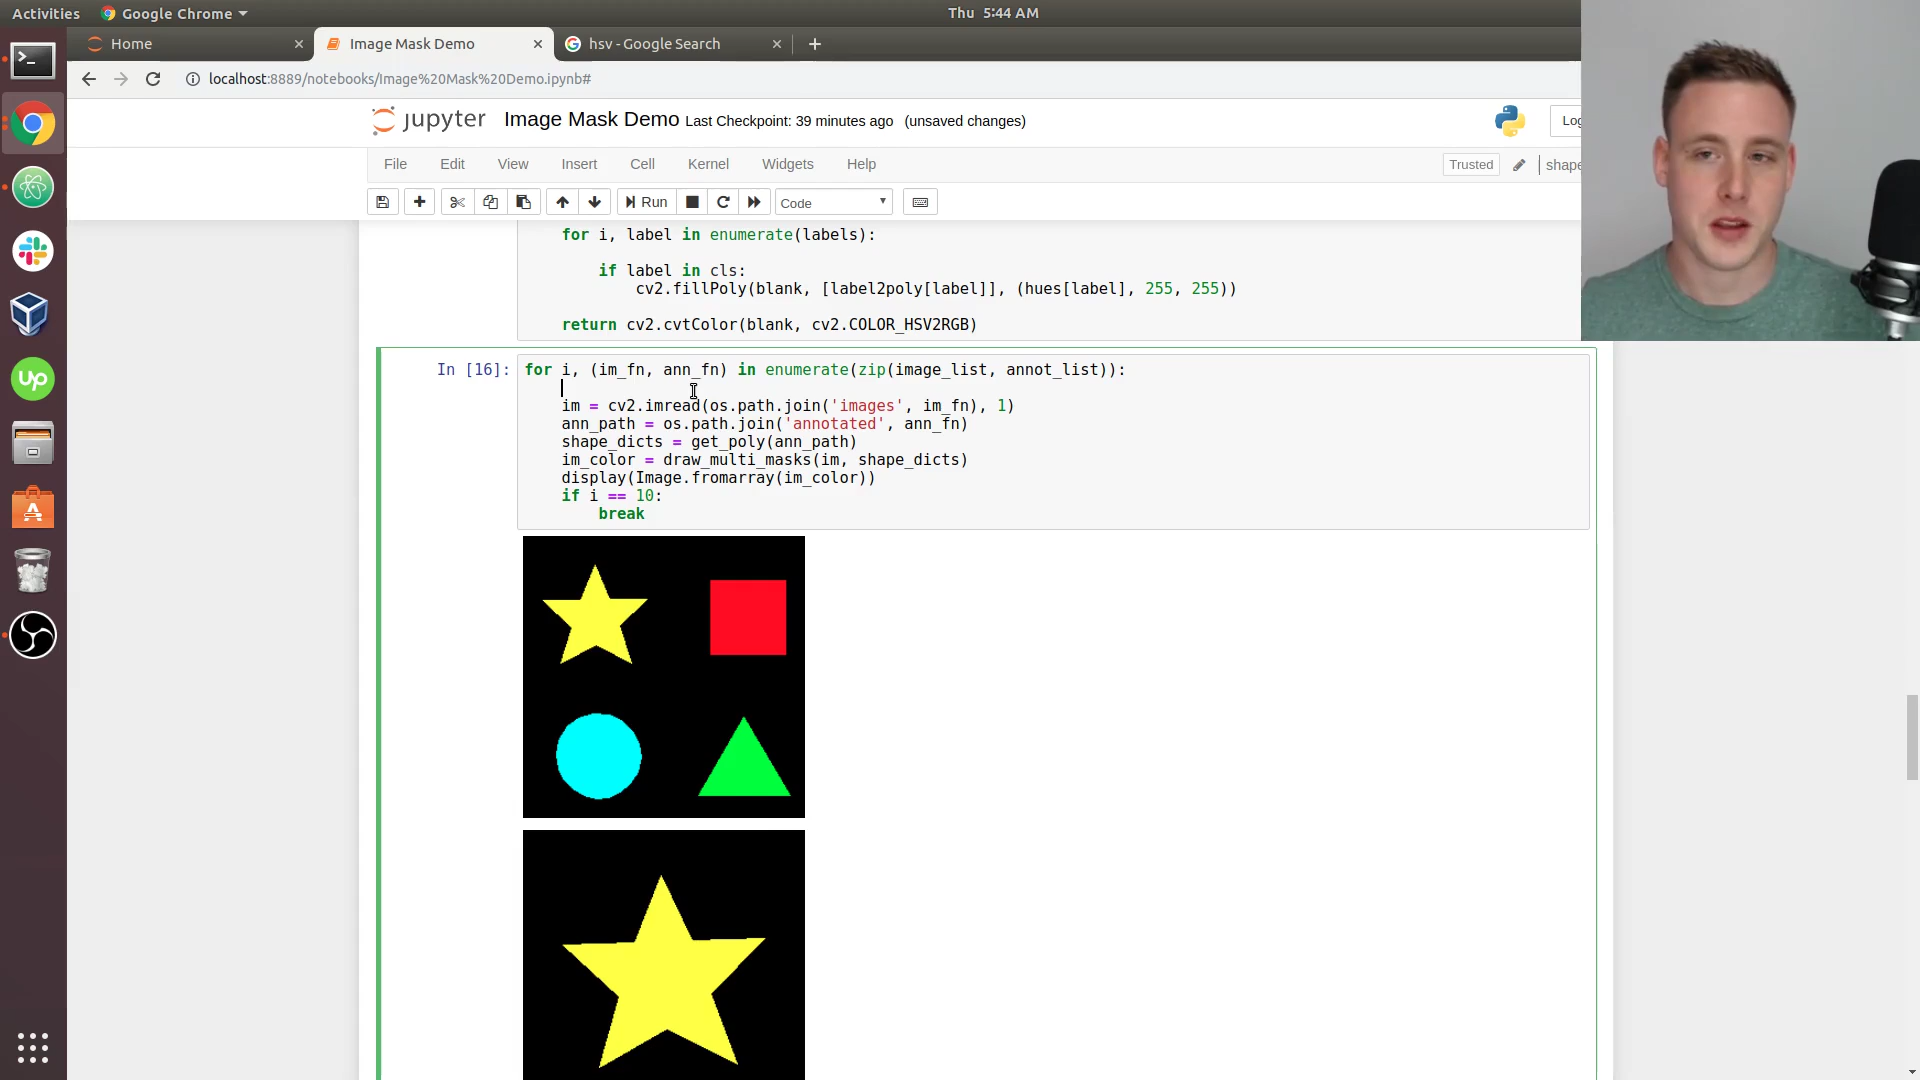 Activities
Google Chrome
Thu 5:44 AM
Home
Image Mask Demo
hsv - Google Search
localhost:8889/notebooks/Image%20Mask%20Demo.ipynb#
jupyter
Image Mask Demo
Last Checkpoint: 39 minutes ago (unsaved changes)
File Edit View Insert Cell Kernel Widgets Help
Trusted
Run
Code
for i, label in enumerate(labels):
if label in cls:
cv2.fillPoly(blank, [label2poly[label]], (hues[label], 255, 255))
return cv2.cvtColor(blank, cv2.COLOR_HSV2RGB)
In [16]:
for i, (im_fn, ann_fn) in enumerate(zip(image_list, annot_list)):
im = cv2.imread(os.path.join('images', im_fn), 1)
ann_path = os.path.join('annotated', ann_fn)
shape_dicts = get_poly(ann_path)
im_color = draw_multi_masks(im, shape_dicts)
display(Image.fromarray(im_color))
if i == 10:
break
Up